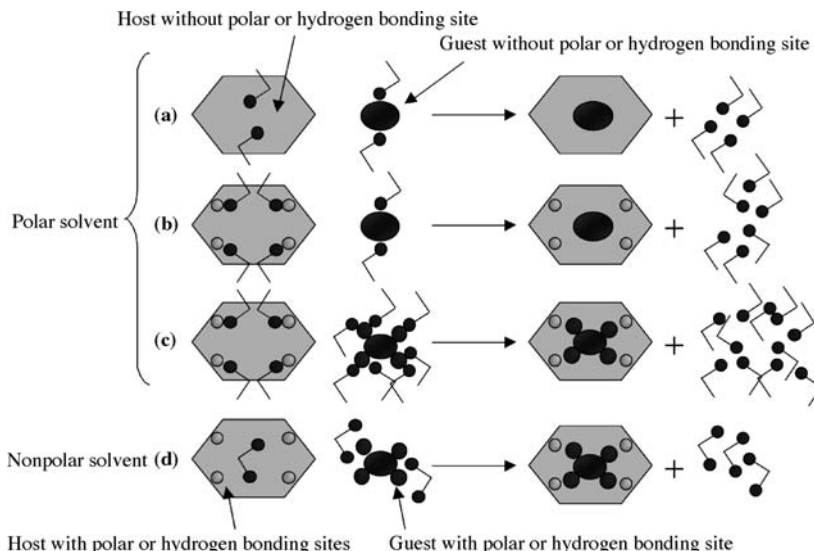 Host without polar or hydrogen bonding site
Guest without polar or hydrogen bonding site
(a)
+
Polar solvent
(b)
+
(c)
+
Nonpolar solvent (d)
+
Host with polar or hydrogen bonding sites
Guest with polar or hydrogen bonding site